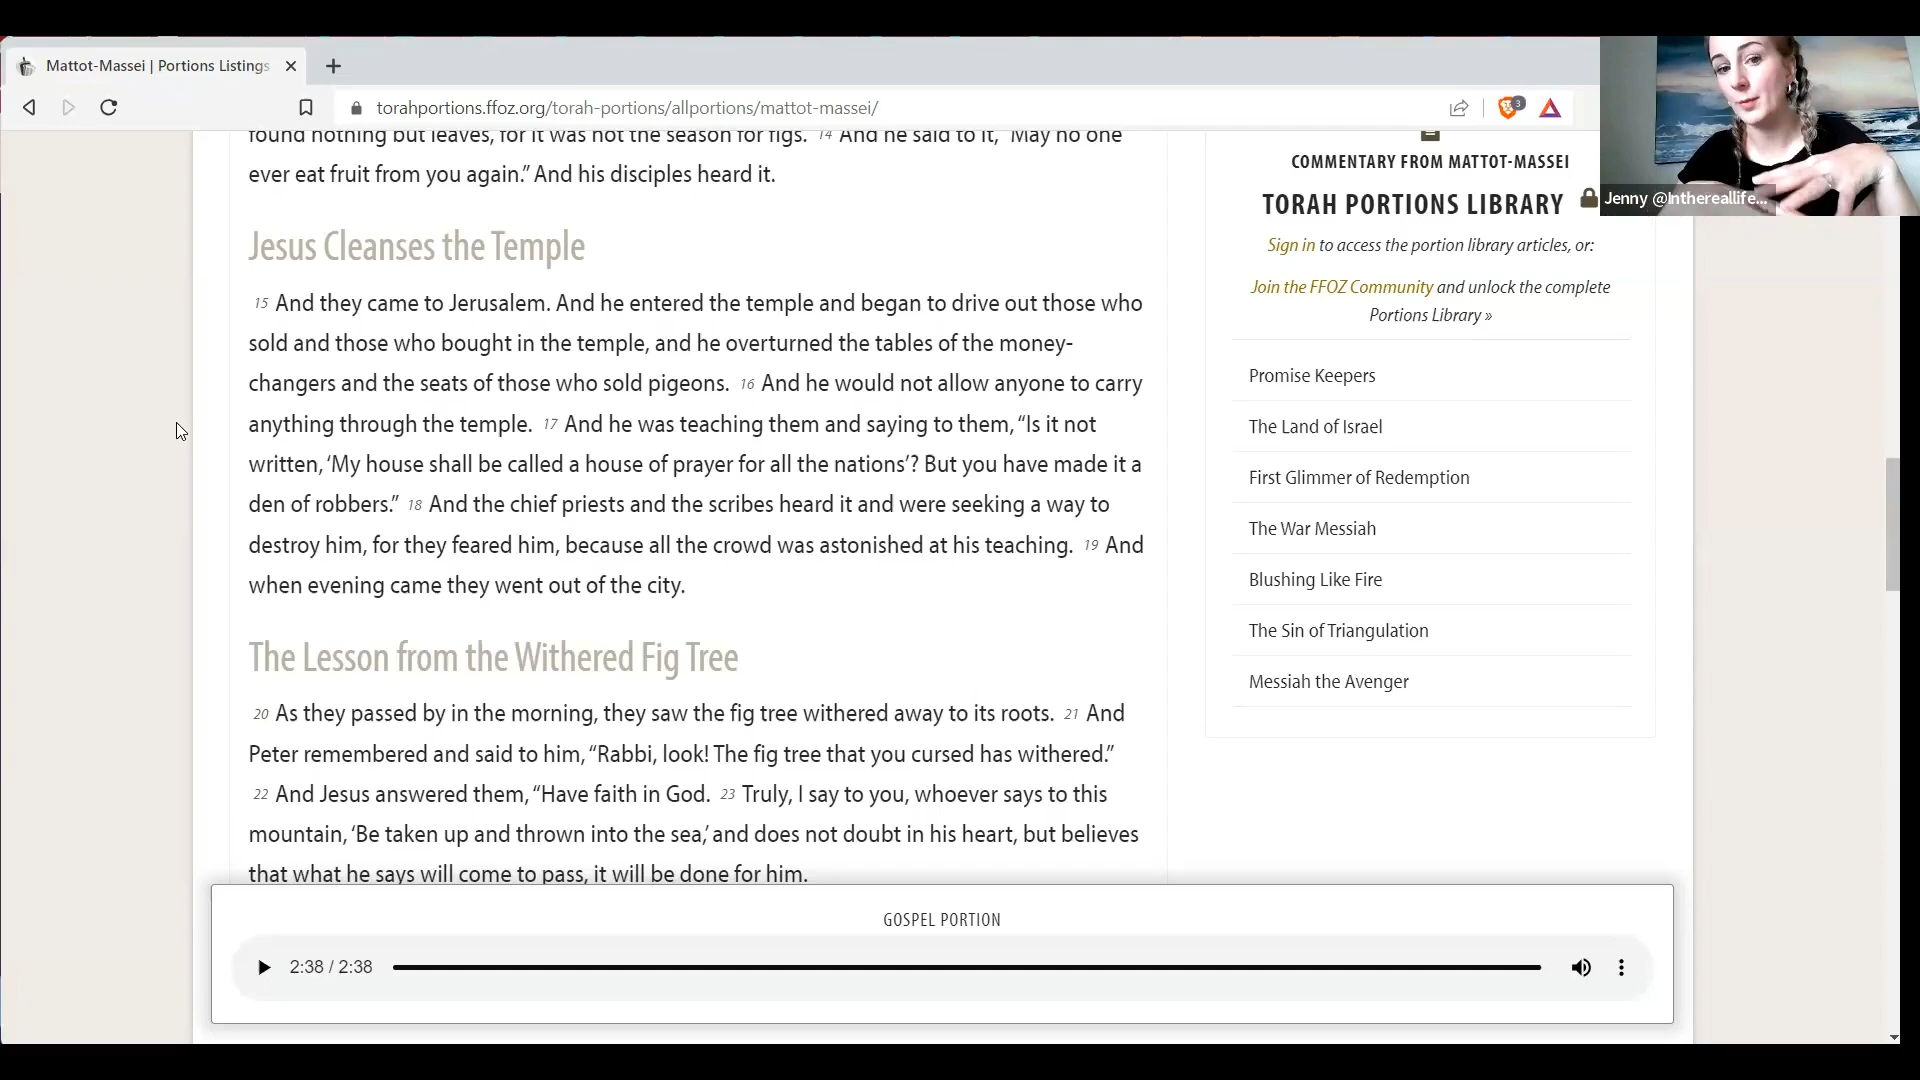 Mattot-Massei | Portions Listings
torahportions.ffoz.org/torah-portions/allportions/mattot-massei/
3
found nothing but leaves, for it was not the season for figs. 14 And he said to it, “May no one
ever eat fruit from you again.” And his disciples heard it.
Jesus Cleanses the Temple
15 And they came to Jerusalem. And he entered the temple and began to drive out those who
sold and those who bought in the temple, and he overturned the tables of the money-
changers and the seats of those who sold pigeons. 16 And he would not allow anyone to carry
anything through the temple. 17 And he was teaching them and saying to them, “Is it not
written, ‘My house shall be called a house of prayer for all the nations’? But you have made it a
den of robbers.” 18 And the chief priests and the scribes heard it and were seeking a way to
destroy him, for they feared him, because all the crowd was astonished at his teaching. 19 And
when evening came they went out of the city.
The Lesson from the Withered Fig Tree
20 As they passed by in the morning, they saw the fig tree withered away to its roots. 21 And
Peter remembered and said to him, “Rabbi, look! The fig tree that you cursed has withered.”
22 And Jesus answered them, “Have faith in God. 23 Truly, I say to you, whoever says to this
mountain, ‘Be taken up and thrown into the sea,’ and does not doubt in his heart, but believes
that what he says will come to pass, it will be done for him.
COMMENTARY FROM MATTOT-MASSEI
TORAH PORTIONS LIBRARY
Sign in to access the portion library articles, or:
Join the FFOZ Community and unlock the complete
Portions Library »
Promise Keepers
The Land of Israel
First Glimmer of Redemption
The War Messiah
Blushing Like Fire
The Sin of Triangulation
Messiah the Avenger
Jenny @Inthereallife...
GOSPEL PORTION
2:38 / 2:38